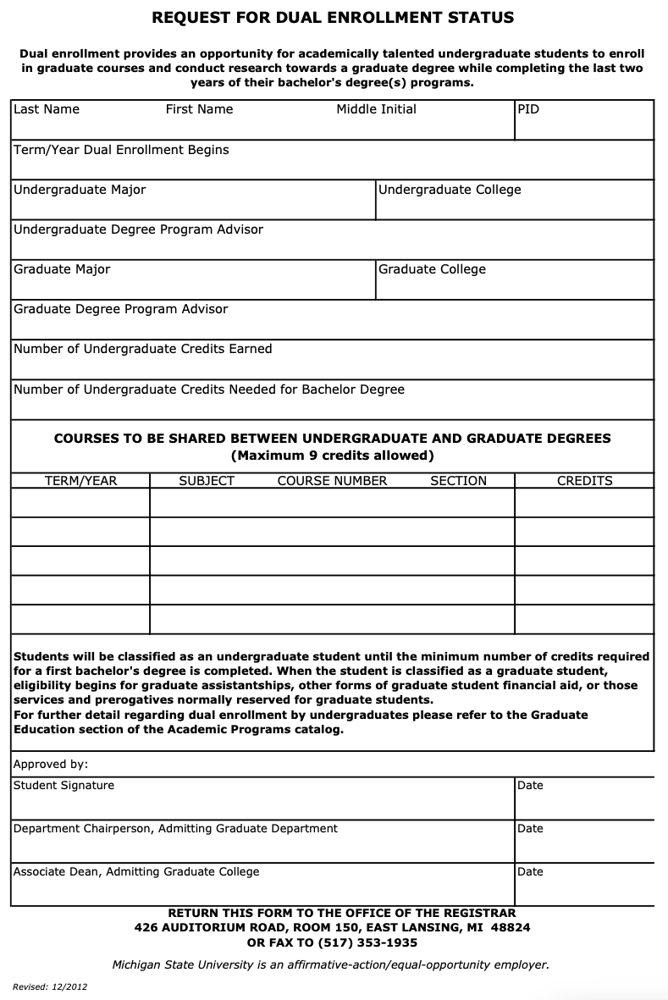 REQUEST FOR DUAL ENROLLMENT STATUS
Dual enrollment provides an opportunity for academically talented undergraduate students to enroll
in graduate courses and conduct research towards a graduate degree while completing the last two
years of their bachelor's degree(s) programs.
Last Name First Name Middle Initial PID
Term/Year Dual Enrollment Begins
Undergraduate Major Undergraduate College
Undergraduate Degree Program Advisor
Graduate Major Graduate College
Graduate Degree Program Advisor
Number of Undergraduate Credits Earned
Number of Undergraduate Credits Needed for Bachelor Degree
COURSES TO BE SHARED BETWEEN UNDERGRADUATE AND GRADUATE DEGREES
(Maximum 9 credits allowed)
TERM/YEAR SUBJECT COURSE NUMBER SECTION CREDITS
Students will be classified as an undergraduate student until the minimum number of credits required
for a first bachelor's degree is completed. When the student is classified as a graduate student,
eligibility begins for graduate assistantships, other forms of graduate student financial aid, or those
services and prerogatives normally reserved for graduate students.
For further detail regarding dual enrollment by undergraduates please refer to the Graduate
Education section of the Academic Programs catalog.
Approved by:
Student Signature Date
Department Chairperson, Admitting Graduate Department Date
Associate Dean, Admitting Graduate College Date
RETURN THIS FORM TO THE OFFICE OF THE REGISTRAR
426 AUDITORIUM ROAD, ROOM 150, EAST LANSING, MI 48824
OR FAX TO (517) 353-1935
Michigan State University is an affirmative-action/equal-opportunity employer.
Revised: 12/2012